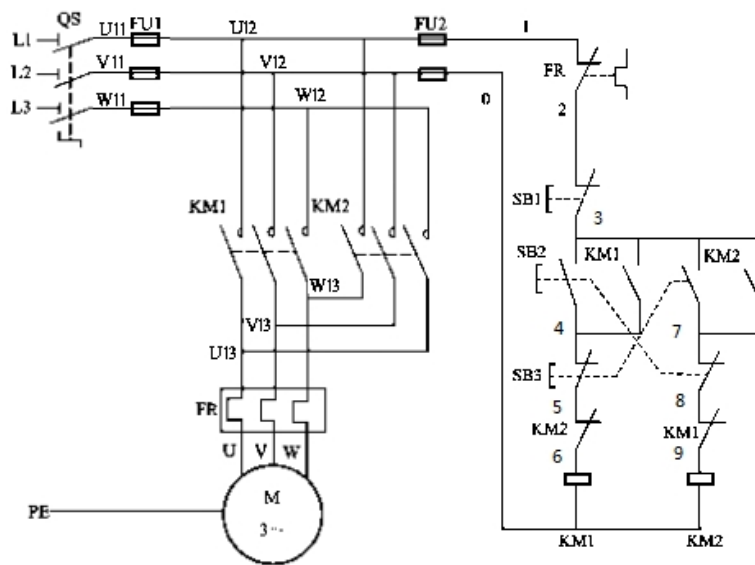 QS
U11
FU1
U12
FU2
1
L1
V11
V12
L2
FR
W11
W12
0
L3
2
KM1
KM2
SB1
3
SB2
KM1
KM2
W13
V13
4
7
U13
SB3
FR
5
8
U
V
W
KM2
KM1
6
9
M
3~
PE
KM1
KM2